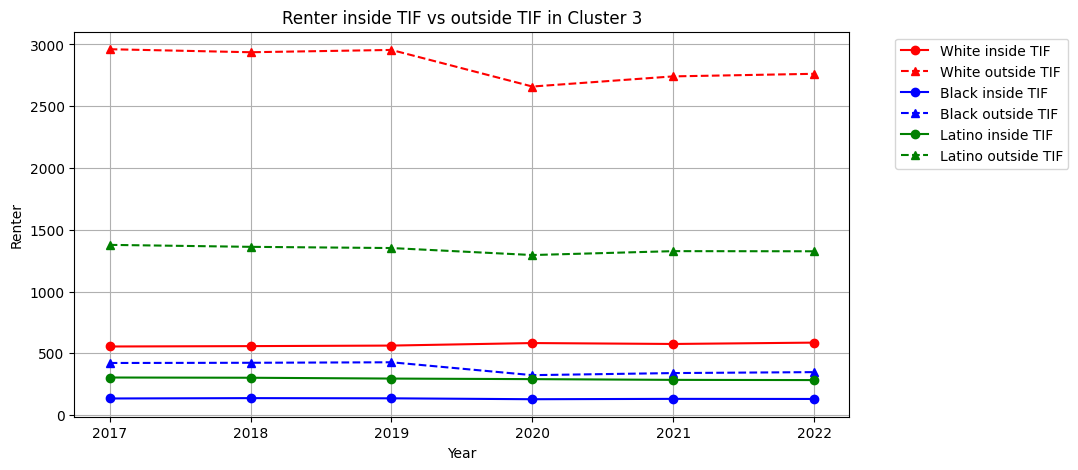 Renter inside TIF vs outside TIF in Cluster 3
3000
2500
2000
1500
1000
500
0
Renter
2017 2018 2019 2020 2021 2022
Year
White inside TIF
White outside TIF
Black inside TIF
Black outside TIF
Latino inside TIF
Latino outside TIF